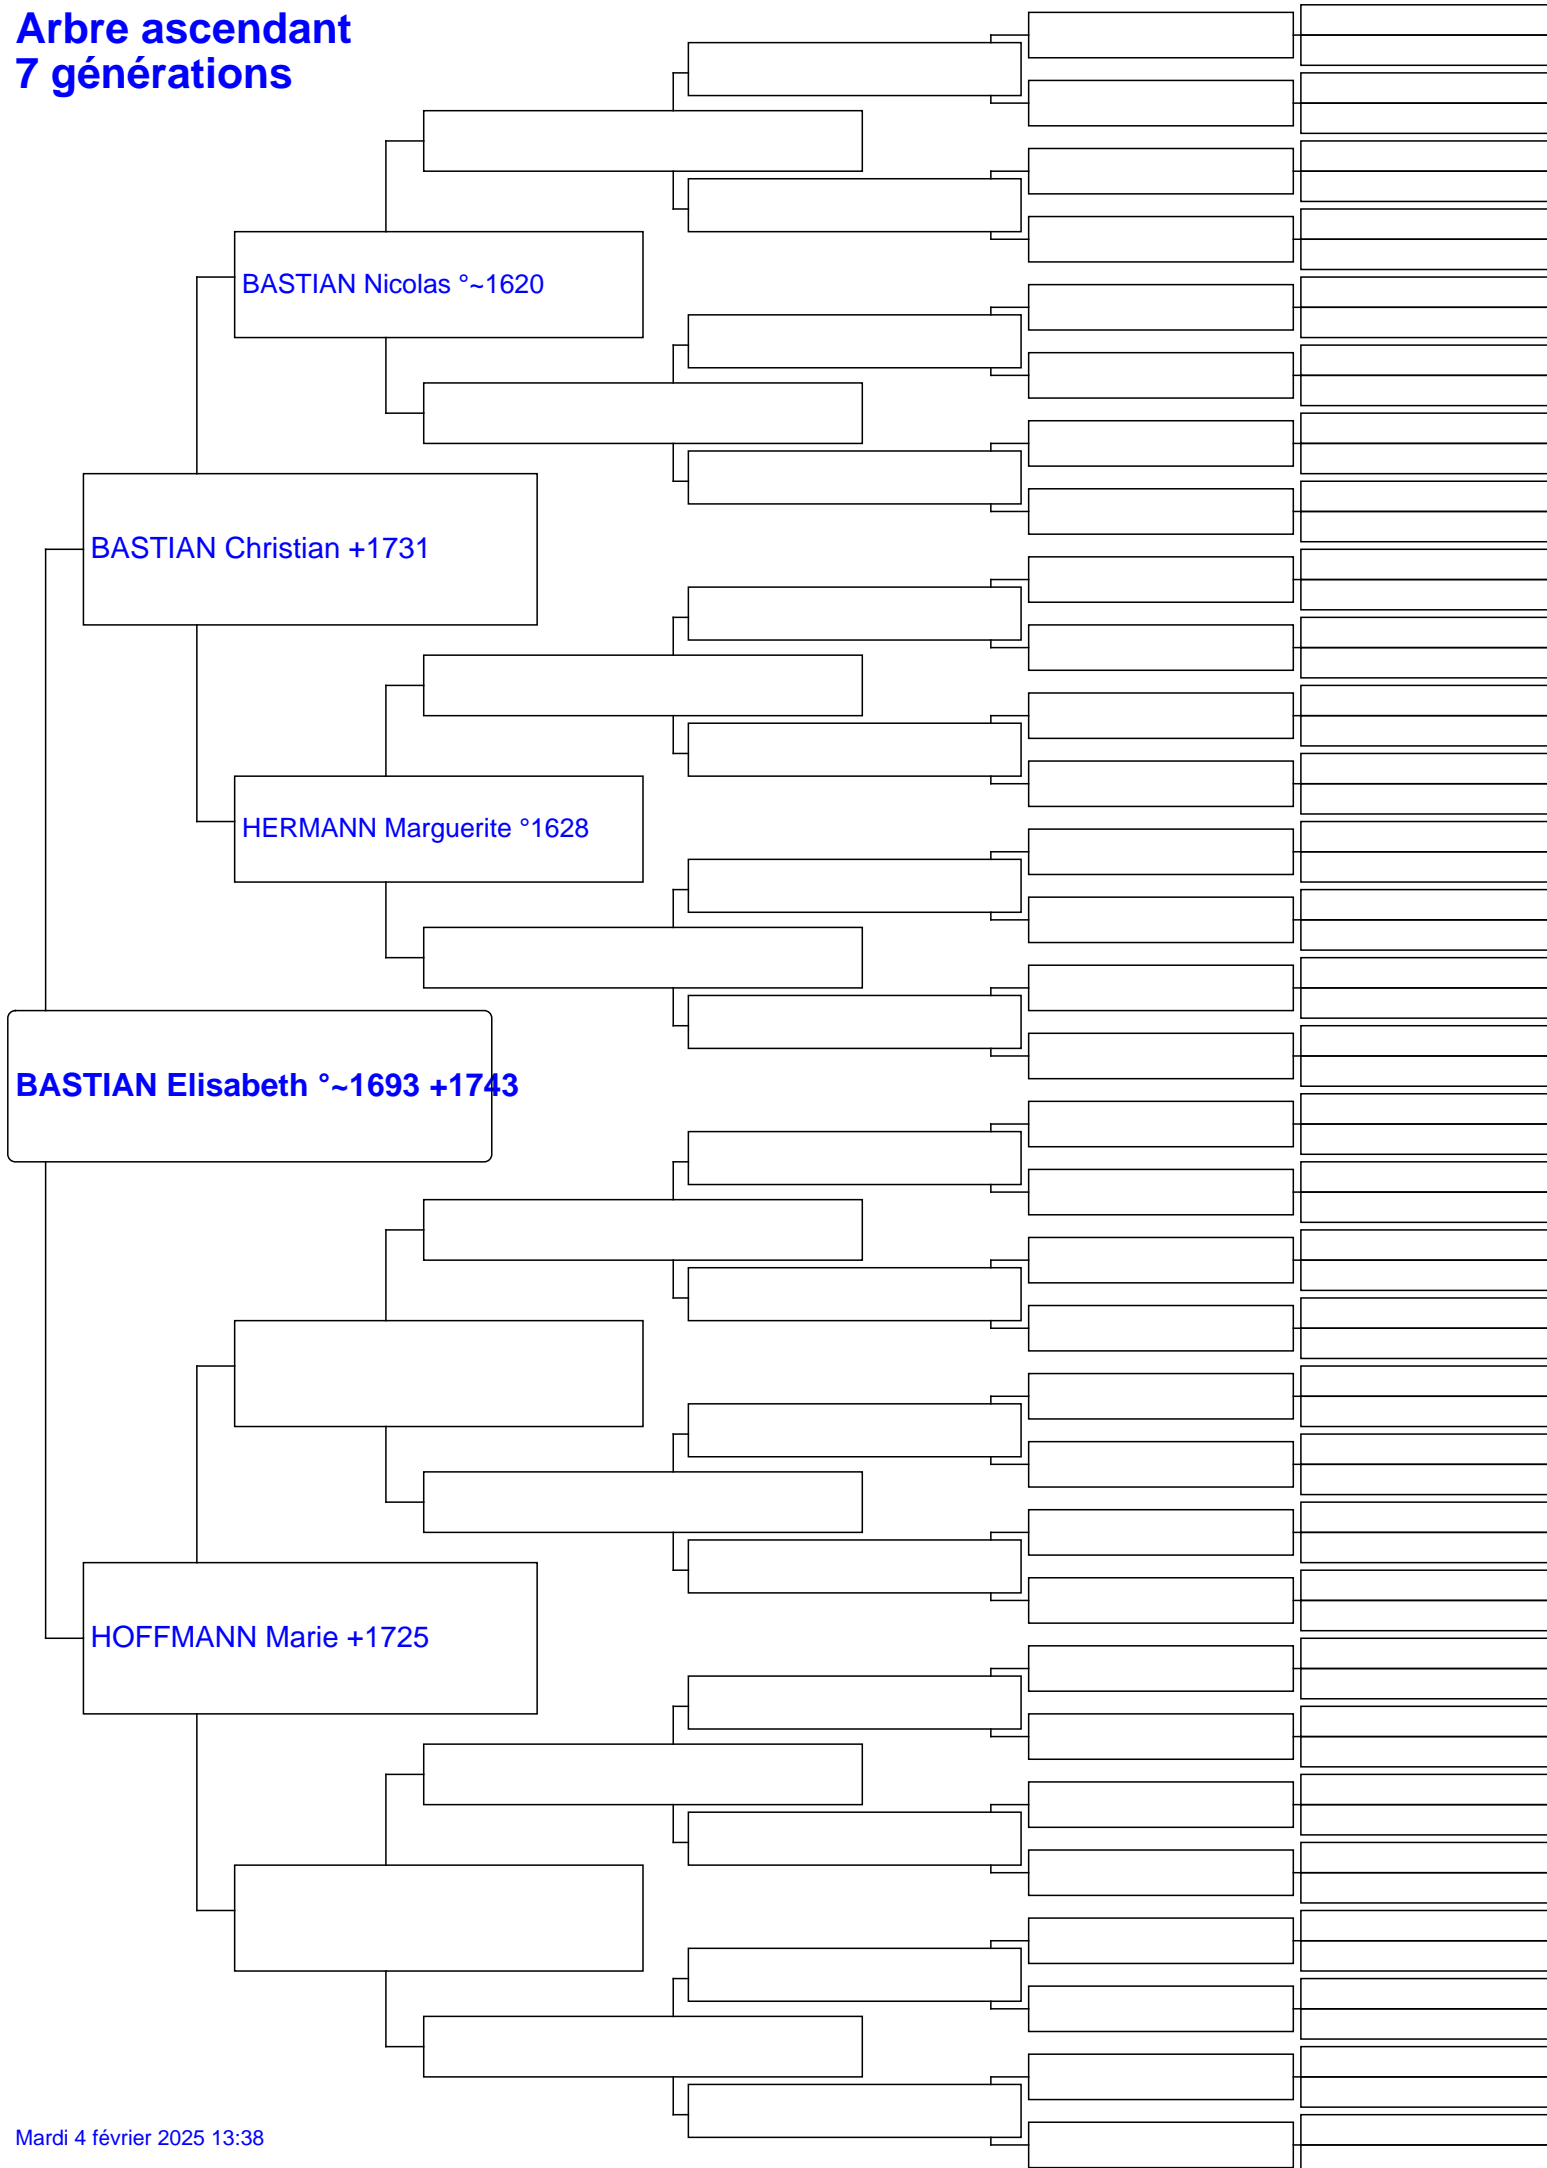 Arbre ascendant
7 générations
BASTIAN Nicolas °~1620
BASTIAN Christian +1731
HERMANN Marguerite °1628
BASTIAN Elisabeth °~1693 +1743
HOFFMANN Marie +1725
Mardi 4 février 2025 13:38